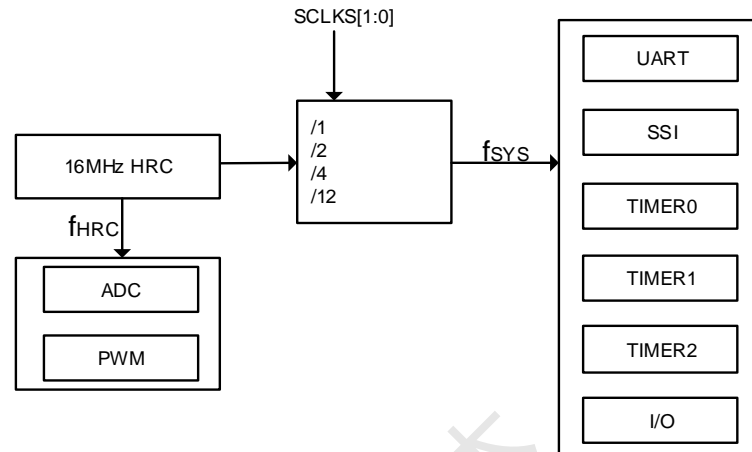 SCLKS[1:0]
16MHz HRC
fHRC
ADC
PWM
/1
/2
/4
/12
fSYS
UART
SSI
TIMER0
TIMER1
TIMER2
I/O